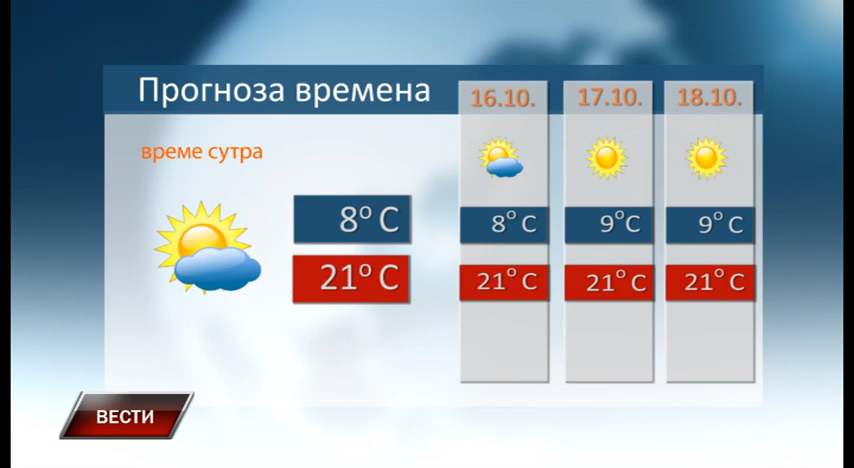 Прогноза времена
време сутра
8° C
21° C
16.10.
8° C
21° C
17.10.
9°C
21° C
18.10.
9° C
21° C
ВЕСТИ